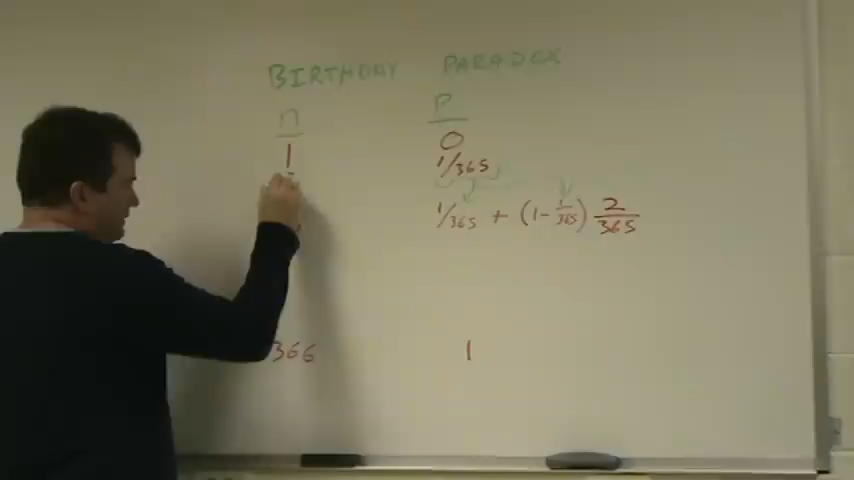 BIRTHDAY PARADOX
n P
1 0
1/365
1/365 + (1- 1/365) 2/365
366 1